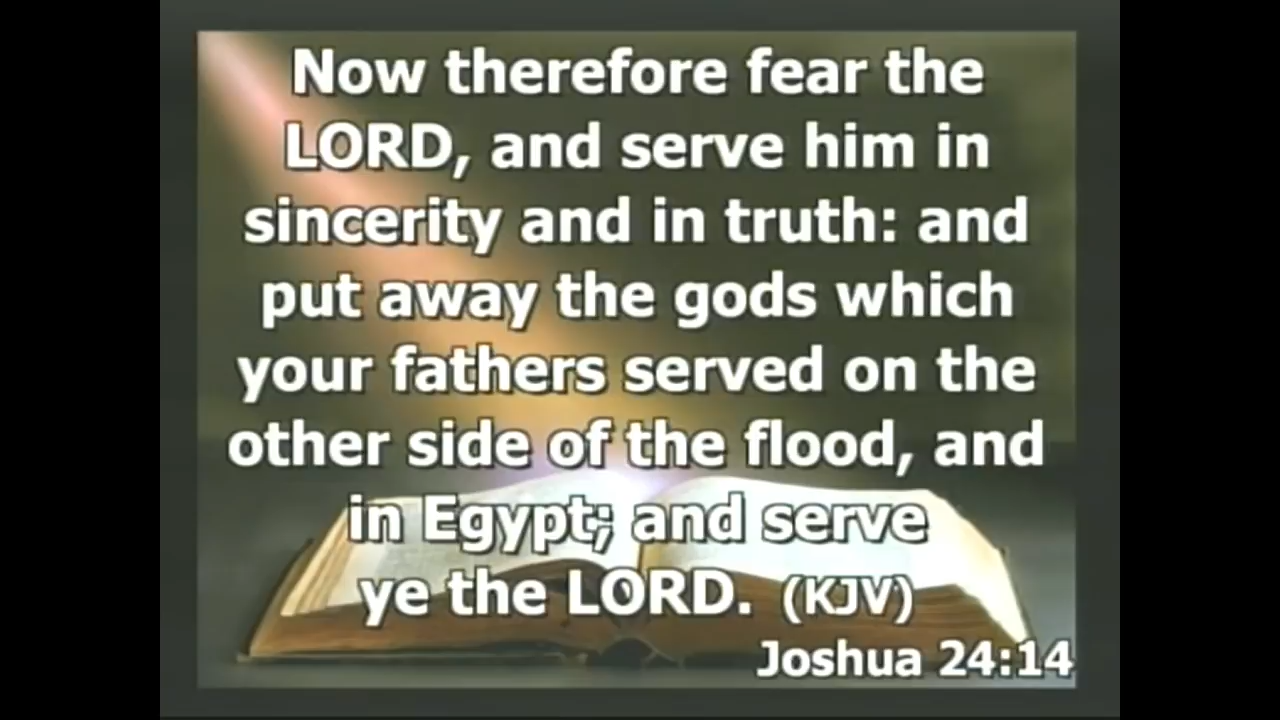 Now therefore fear the
LORD, and serve him in
sincerity and in truth: and
put away the gods which
your fathers served on the
other side of the flood, and
in Egypt; and serve
ye the LORD. (KJV)
Joshua 24:14